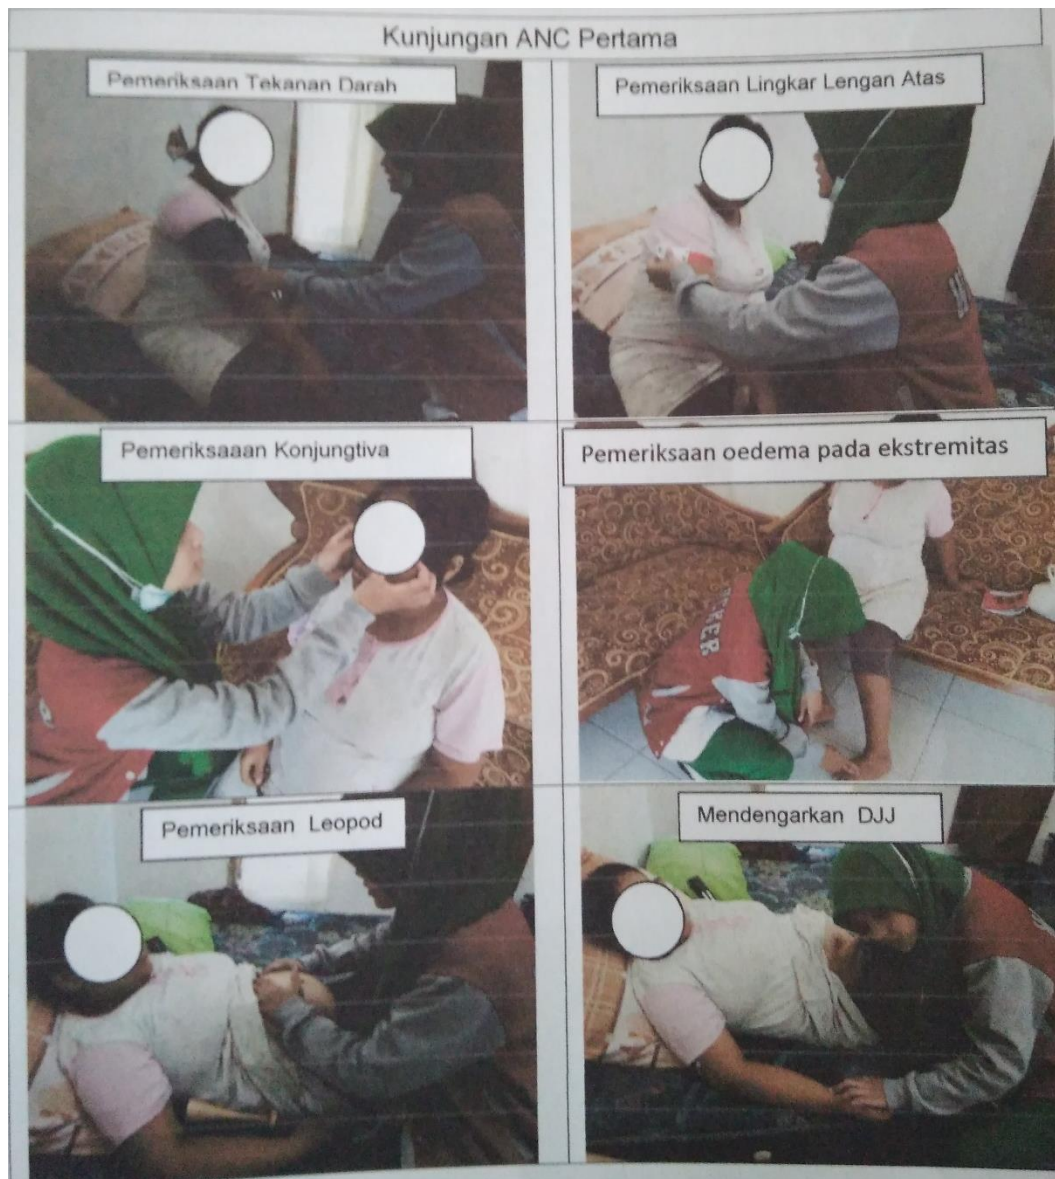 Kunjungan ANC Pertama
Pemeriksaan Tekanan Darah
Pemeriksaan Lingkar Lengan Atas
Pemeriksaaan Konjungtiva
Pemeriksaan oedema pada ekstremitas
Pemeriksaan Leopod
Mendengarkan DJJ